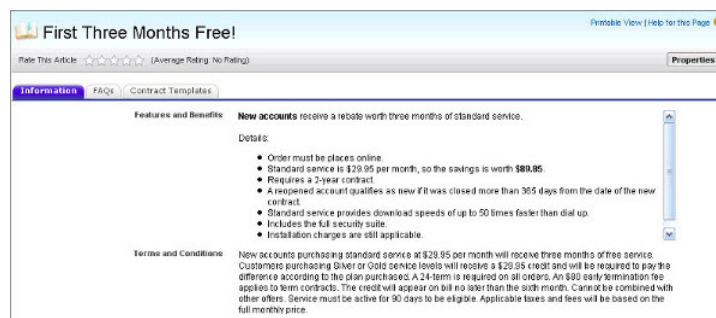 First Three Months Free!
Printable View | Help for this Page
Rate This Article (Average Rating: No Rating)
Properties
Information FAQs Contract Templates
Features and Benefits New accounts receive a rebate worth three months of standard service.
Details:
Order must be places online.
Standard service is $29.95 per month, so the savings is worth $89.85.
Requires a 2-year contract.
A reopened account qualifies as new if it was closed more than 365 days from the date of the new
contract.
Standard service provides download speeds of up to 50 times faster than dial up.
Includes the full security suite.
Installation charges are still applicable.
Terms and Conditions New accounts purchasing standard service at $29.95 per month will receive three months of free service.
Customers purchasing Silver or Gold service levels will receive a $29.95 credit and will be required to pay the
difference according to the plan purchased. A 24-term is required on all orders. An $80 early termination fee
applies to term contracts. The credit will appear on bill no later than the sixth month. Cannot be combined with
other offers. Service must be active for 90 days to be eligible. Applicable taxes and fees will be based on the
full monthly price.